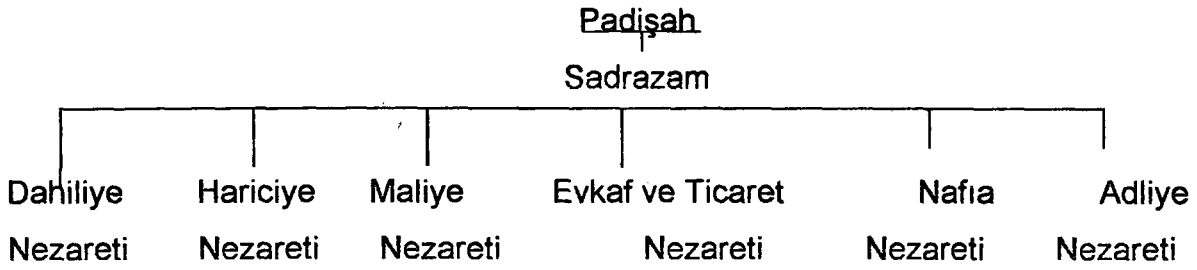 Padişah
Sadrazam
Dahiliye Hariciye Maliye Evkaf ve Ticaret Nafıa Adliye
Nezareti Nezareti Nezareti Nezareti Nezareti Nezareti